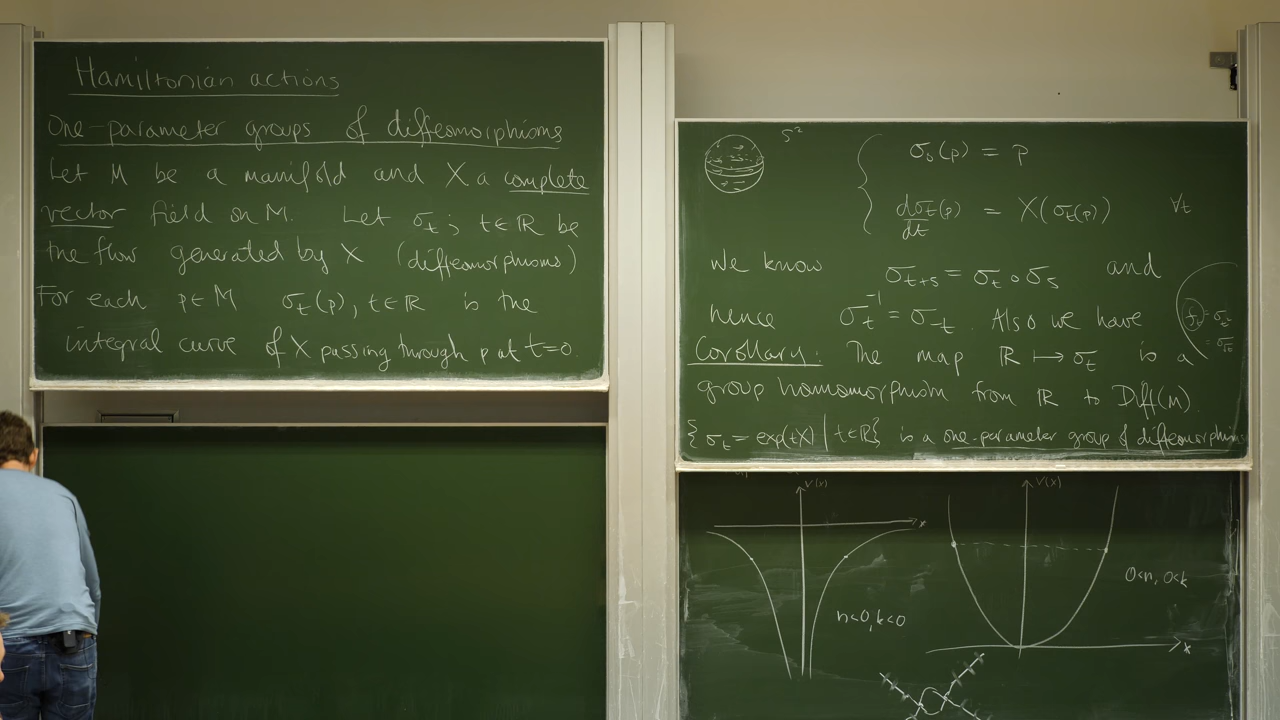 Hamiltonian actions
One-parameter groups of diffeomorphisms
Let M be a manifold and X a complete
vector field on M. Let σ_t ; t∈ℝ be
the flow generated by X (diffeomorphisms)
For each p∈M σ_t(p), t∈ℝ is the
integral curve of X passing through p at t=0.
S²
σ₀(p) = p
dσ_t(p)/dt = X(σ_t(p)) ∀t
We know σ_{t+s} = σ_t ∘ σ_s and
hence σ_t^{-1} = σ_{-t}. Also we have
Corollary: The map ℝ ↦ σ_t is a
group homomorphism from ℝ to Diff(M)
{σ_t = exp(tX) | t∈ℝ} is a one-parameter group of diffeomorphisms
V(x)
x
n<0, k<0
V(x)
0<n, 0<k
x